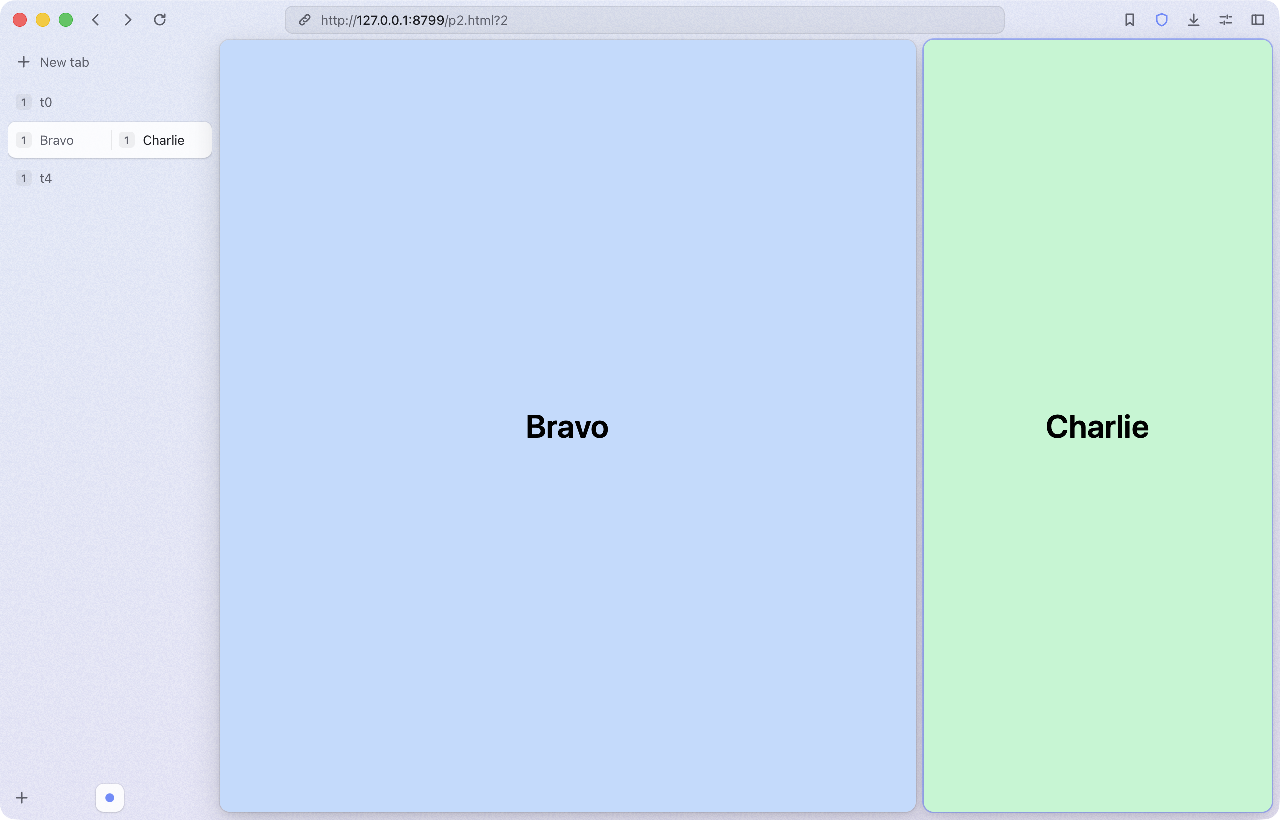 http://127.0.0.1:8799/p2.html?2
New tab
1 t0
1 Bravo 1 Charlie
1 t4
Bravo
Charlie